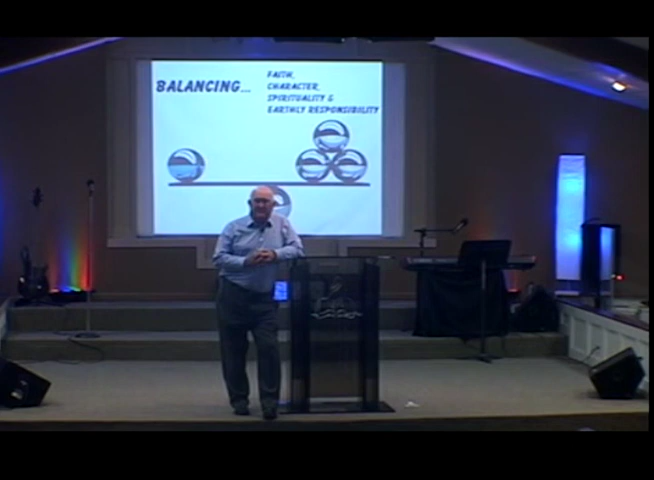 BALANCING...
FAITH,
CHARACTER,
SPIRITUALITY &
EARTHLY RESPONSIBILITY